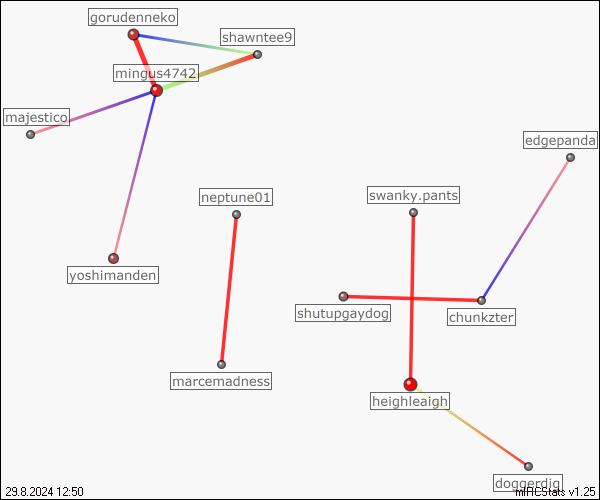 gorudenneko
shawntee9
mingus4742
majestico
edgepanda
neptune01
swanky.pants
yoshimanden
shutupgaydog
chunkzter
marcemadness
heighleaigh
doggerdig
29.8.2024 12:50
mIRCStats v1.25